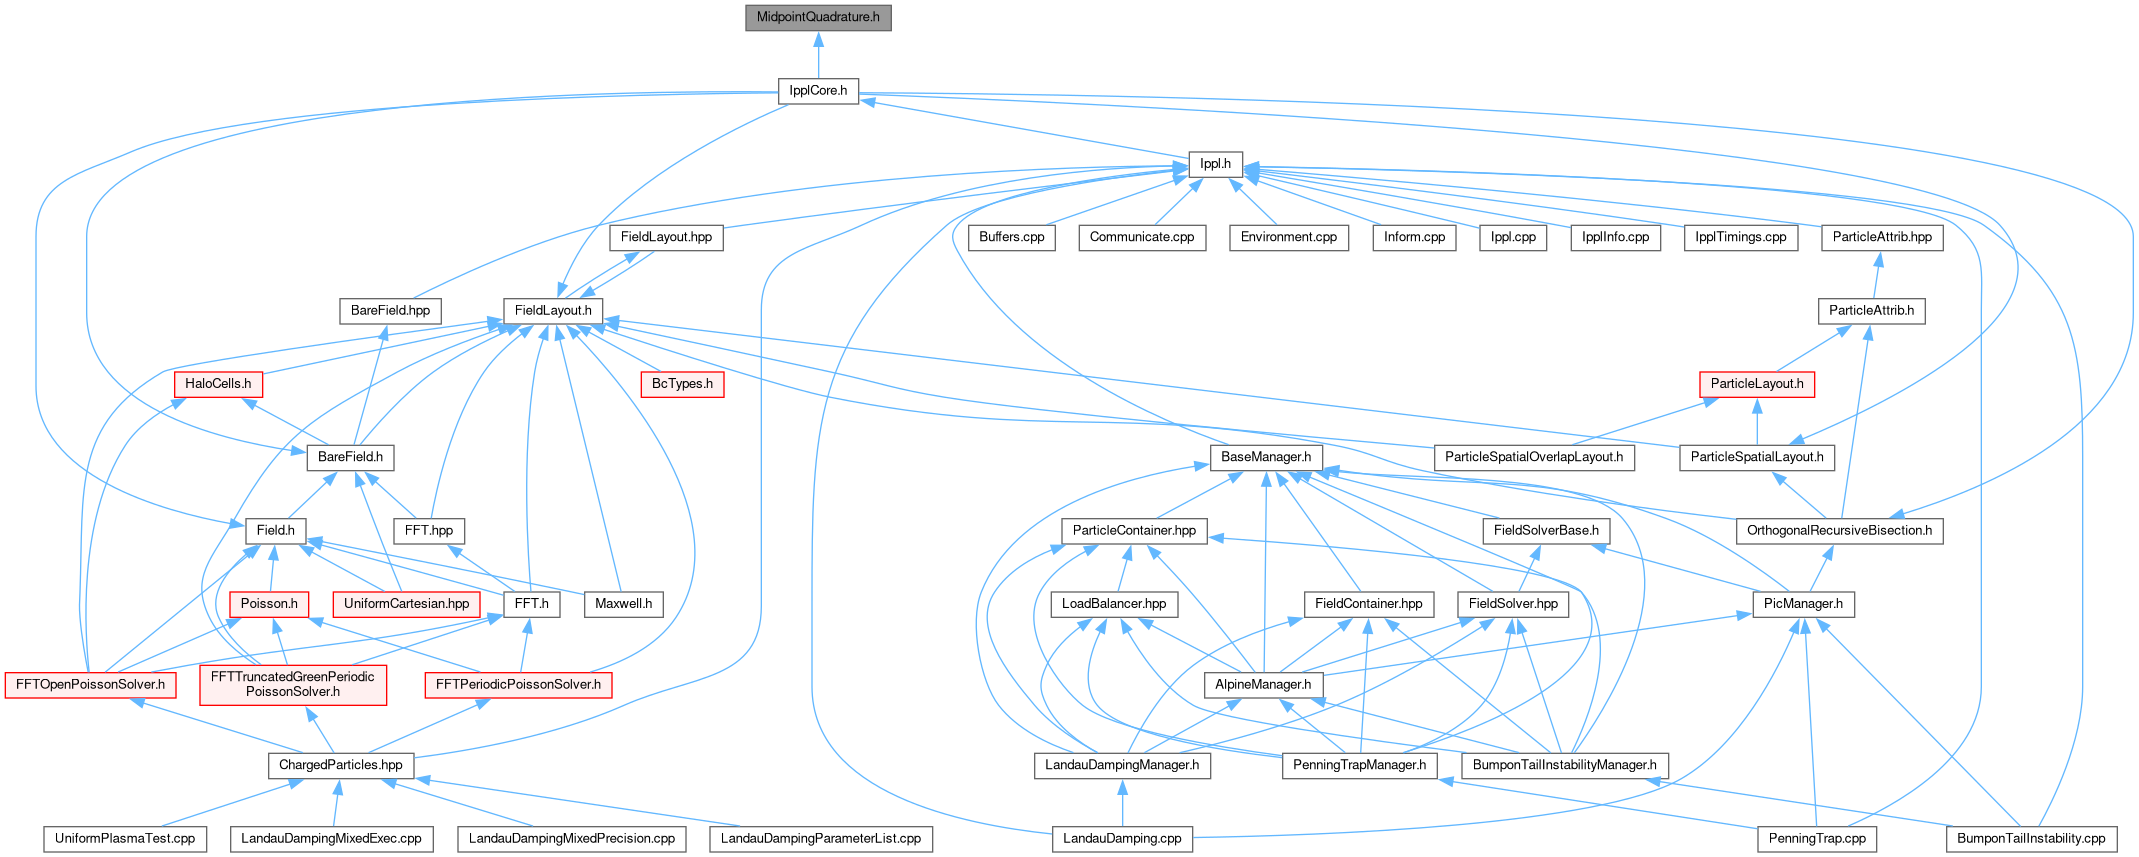 MidpointQuadrature.h
IpplCore.h
Ippl.h
FieldLayout.hpp
Buffers.cpp
Communicate.cpp
Environment.cpp
Inform.cpp
Ippl.cpp
IpplInfo.cpp
IpplTimings.cpp
ParticleAttrib.hpp
BareField.hpp
FieldLayout.h
ParticleAttrib.h
HaloCells.h
BcTypes.h
ParticleLayout.h
BareField.h
BaseManager.h
ParticleSpatialOverlapLayout.h
ParticleSpatialLayout.h
Field.h
FFT.hpp
ParticleContainer.hpp
FieldSolverBase.h
OrthogonalRecursiveBisection.h
Poisson.h
UniformCartesian.hpp
FFT.h
Maxwell.h
LoadBalancer.hpp
FieldContainer.hpp
FieldSolver.hpp
PicManager.h
FFTOpenPoissonSolver.h
FFTTruncatedGreenPeriodic
PoissonSolver.h
FFTPeriodicPoissonSolver.h
AlpineManager.h
ChargedParticles.hpp
LandauDampingManager.h
PenningTrapManager.h
BumponTailInstabilityManager.h
UniformPlasmaTest.cpp
LandauDampingMixedExec.cpp
LandauDampingMixedPrecision.cpp
LandauDampingParameterList.cpp
LandauDamping.cpp
PenningTrap.cpp
BumponTailInstability.cpp